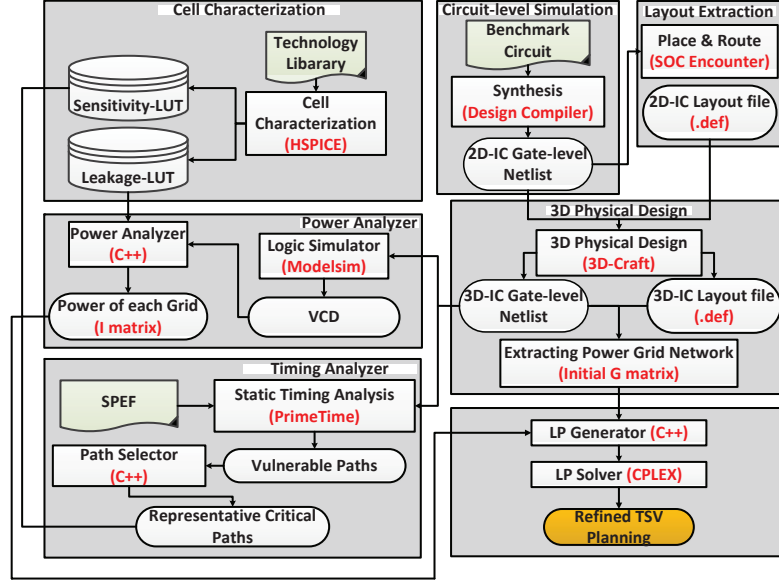 Cell Characterization
Technology
Libarary
Sensitivity-LUT
Cell
Characterization
(HSPICE)
Leakage-LUT
Circuit-level Simulation
Benchmark
Circuit
Synthesis
(Design Compiler)
2D-IC Gate-level
Netlist
Layout Extraction
Place & Route
(SOC Encounter)
2D-IC Layout file
(.def)
Power Analyzer
Power Analyzer
(C++)
Logic Simulator
(Modelsim)
Power of each Grid
(I matrix)
VCD
3D Physical Design
3D Physical Design
(3D-Craft)
3D-IC Gate-level
Netlist
3D-IC Layout file
(.def)
Extracting Power Grid Network
(Initial G matrix)
Timing Analyzer
SPEF
Static Timing Analysis
(PrimeTime)
Path Selector
(C++)
Vulnerable Paths
Representative Critical
Paths
LP Generator (C++)
LP Solver (CPLEX)
Refined TSV
Planning